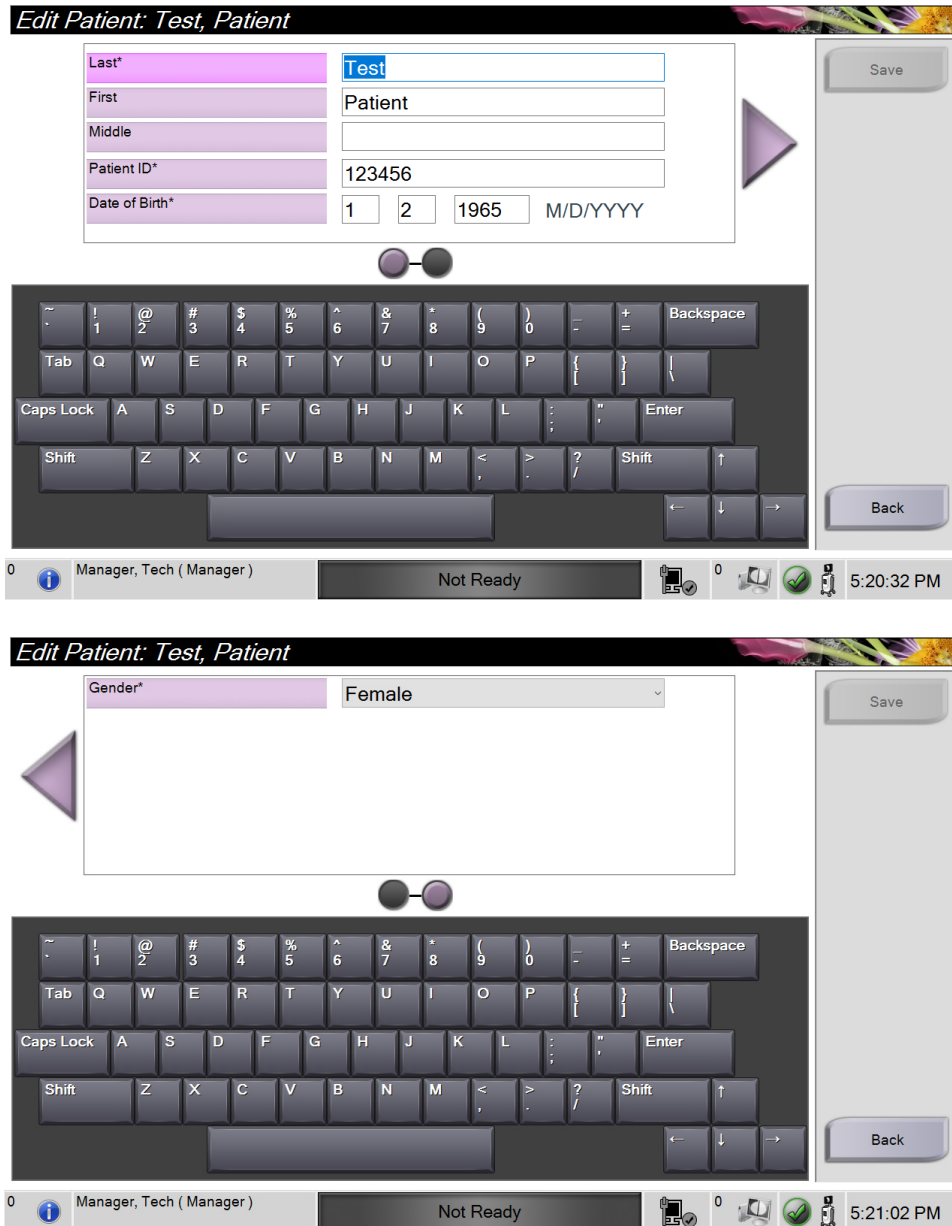 Edit Patient: Test, Patient
Last* Test
First Patient
Middle
Patient ID* 123456
Date of Birth* 1 2 1965 M/D/YYYY
Save
~ ! @ # $ % ^ & * ( ) _ + Backspace
` 1 2 3 4 5 6 7 8 9 0 - =
Tab Q W E R T Y U I O P { } |
[ ] \
Caps Lock A S D F G H J K L : " Enter
; '
Shift Z X C V B N M < > ? Shift ↑
, . /
← ↓ →
Back
0 Manager, Tech ( Manager ) Not Ready 0 5:20:32 PM
Edit Patient: Test, Patient
Gender* Female
Save
~ ! @ # $ % ^ & * ( ) _ + Backspace
` 1 2 3 4 5 6 7 8 9 0 - =
Tab Q W E R T Y U I O P { } |
[ ] \
Caps Lock A S D F G H J K L : " Enter
; '
Shift Z X C V B N M < > ? Shift ↑
, . /
← ↓ →
Back
0 Manager, Tech ( Manager ) Not Ready 0 5:21:02 PM